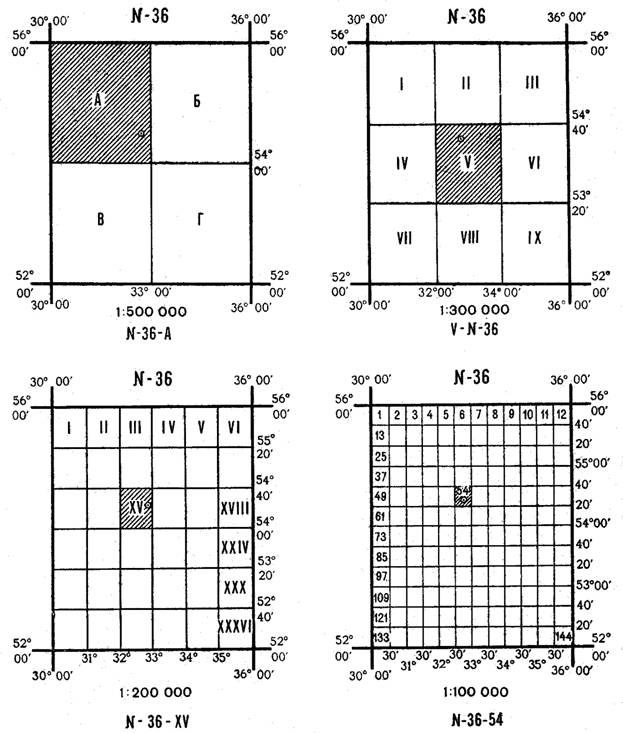 N-36
30° 00′ 36° 00′
56° 00′ 56° 00′
А Б
54° 00′
В Г
52° 00′ 52° 00′
30° 00′ 33° 00′ 36° 00′
1:500 000
N-36-А
N-36
30° 00′ 36° 00′
56° 00′ 56° 00′
I II III
54° 40′
IV V VI
53° 20′
VII VIII IX
52° 00′ 52° 00′
30° 00′ 32° 00′ 34° 00′ 36° 00′
1:300 000
V-N-36
N-36
30° 00′ 36° 00′
56° 00′ 56° 00′
I II III IV V VI
55° 20′
54° 40′
XV XVIII
54° 00′
XXIV
53° 20′
XXX
52° 40′
XXXVI
52° 00′ 52° 00′
31° 32° 33° 34° 35°
30° 00′ 36° 00′
1:200 000
N-36-XV
N-36
30° 00′ 36° 00′
56° 00′ 56° 00′
1 2 3 4 5 6 7 8 9 10 11 12
40′
13
20′
25
55° 00′
37
40′
49 54
20′
61
54° 00′
73
40′
85
20′
97
53° 00′
109
40′
121
20′
133 144
52° 00′ 52° 00′
30′ 30′ 30′ 30′ 30′ 30′
31° 32° 33° 34° 35°
30° 00′ 36° 00′
1:100 000
N-36-54